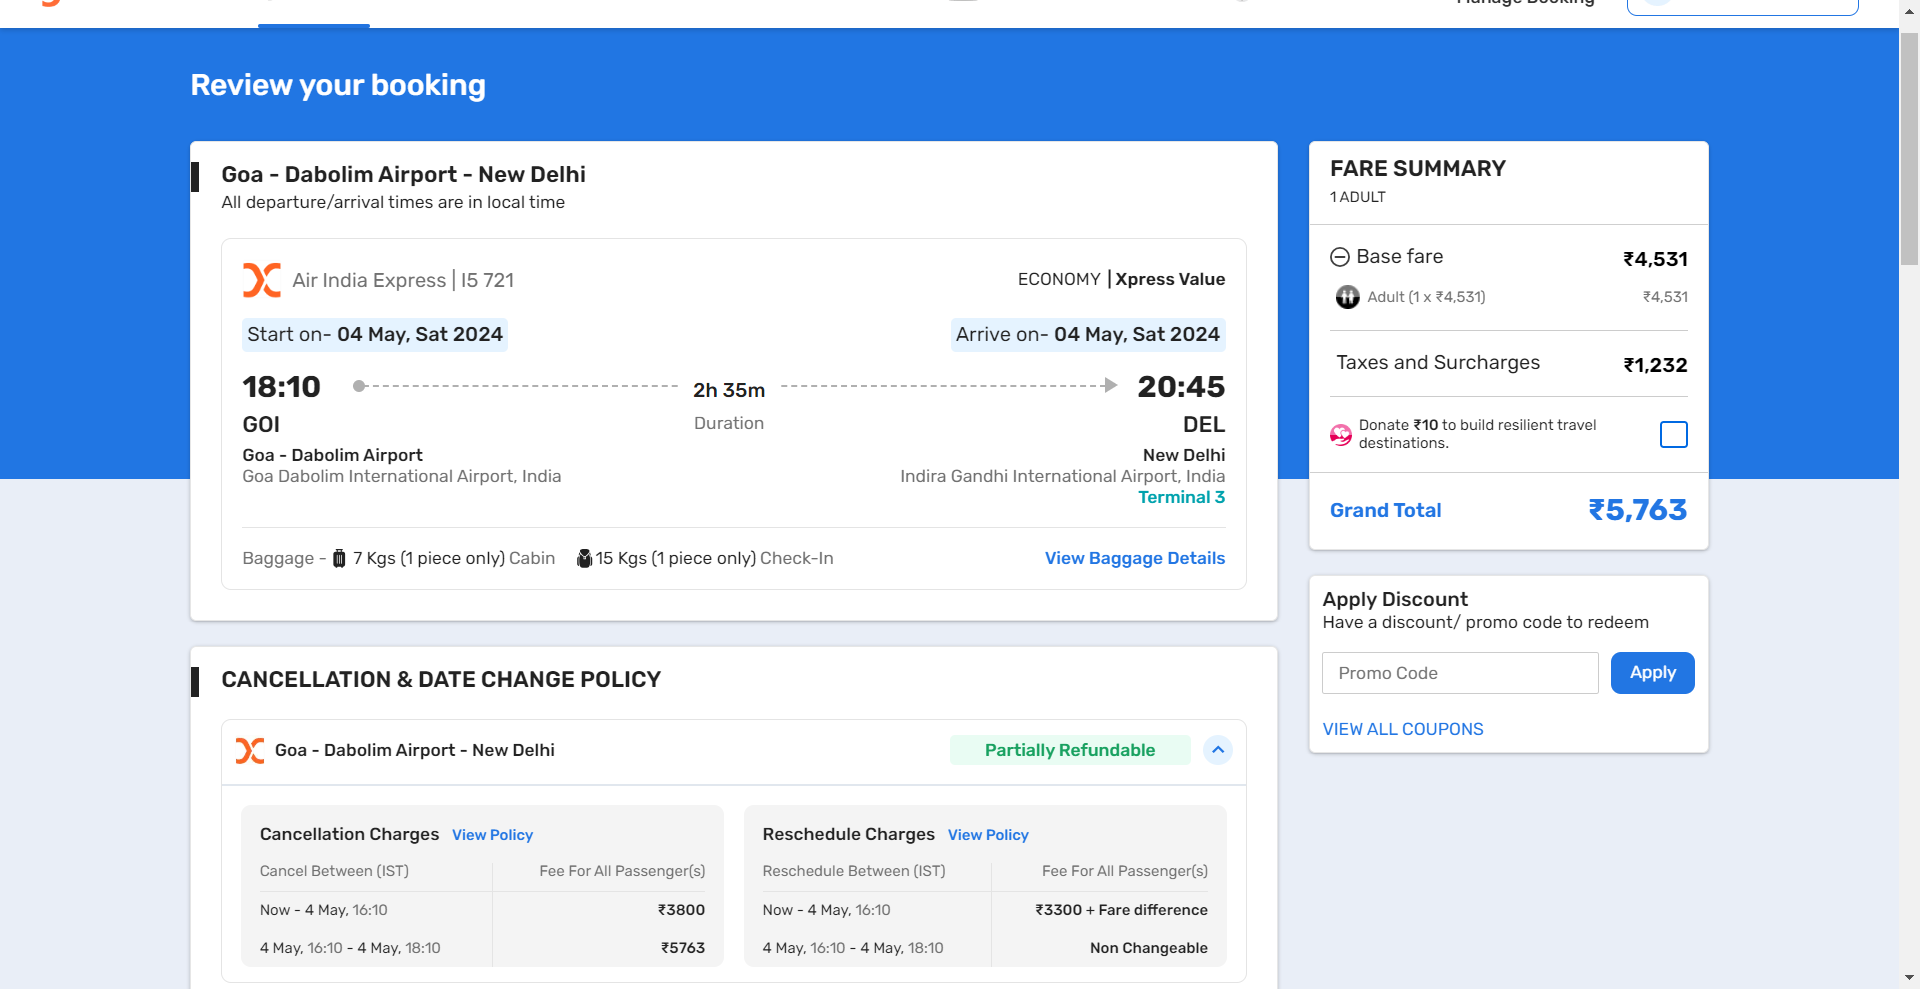 Manage Booking
Review your booking
Goa - Dabolim Airport - New Delhi
All departure/arrival times are in local time
Air India Express | I5 721
ECONOMY | Xpress Value
Start on- 04 May, Sat 2024
Arrive on- 04 May, Sat 2024
18:10
2h 35m
20:45
GOI
Duration
DEL
Goa - Dabolim Airport
New Delhi
Goa Dabolim International Airport, India
Indira Gandhi International Airport, India
Terminal 3
Baggage - 7 Kgs (1 piece only) Cabin 15 Kgs (1 piece only) Check-In
View Baggage Details
CANCELLATION & DATE CHANGE POLICY
Goa - Dabolim Airport - New Delhi
Partially Refundable
Cancellation Charges View Policy
Cancel Between (IST) Fee For All Passenger(s)
Now - 4 May, 16:10 ₹3800
4 May, 16:10 - 4 May, 18:10 ₹5763
Reschedule Charges View Policy
Reschedule Between (IST) Fee For All Passenger(s)
Now - 4 May, 16:10 ₹3300 + Fare difference
4 May, 16:10 - 4 May, 18:10 Non Changeable
FARE SUMMARY
1 ADULT
Base fare ₹4,531
Adult (1 x ₹4,531) ₹4,531
Taxes and Surcharges ₹1,232
Donate ₹10 to build resilient travel
destinations.
Grand Total ₹5,763
Apply Discount
Have a discount/ promo code to redeem
Promo Code
Apply
VIEW ALL COUPONS